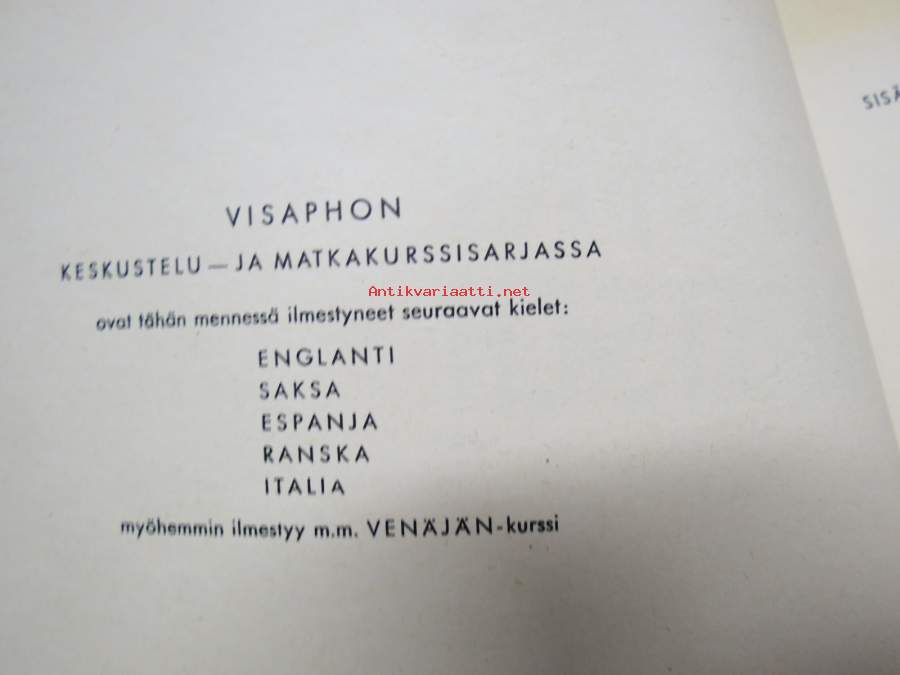 VISAPHON
KESKUSTELU — JA MATKAKURSSISARJASSA
Antikvariaatti.net
ovat tähän mennessä ilmestyneet seuraavat kielet:
ENGLANTI
SAKSA
ESPANJA
RANSKA
ITALIA
myöhemmin ilmestyy m.m. VENÄJÄN-kurssi
SISÄ